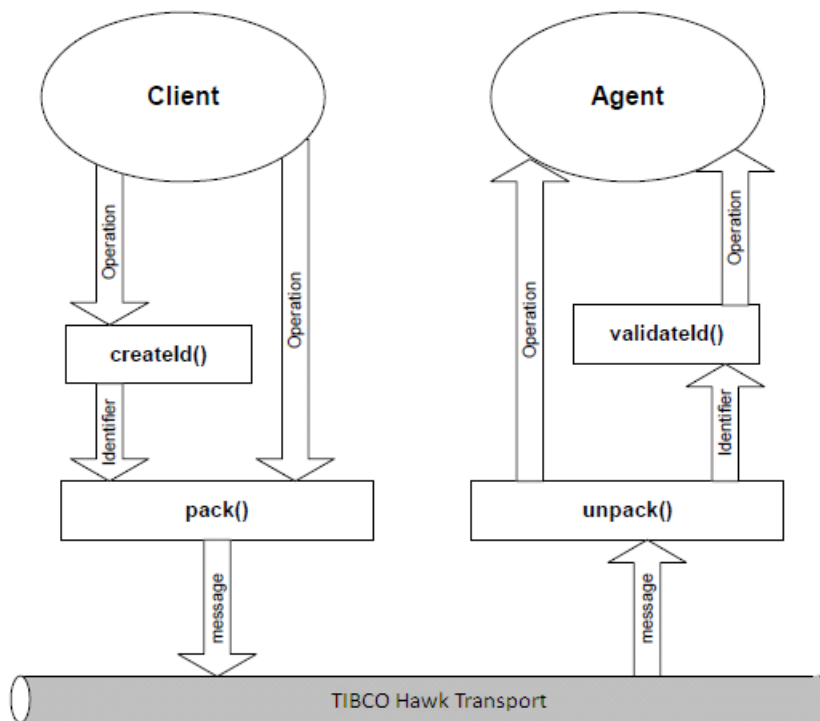 Client
Agent
Operation
Operation
Operation
Operation
createId()
validateId()
Identifier
Identifier
pack()
unpack()
message
message
TIBCO Hawk Transport